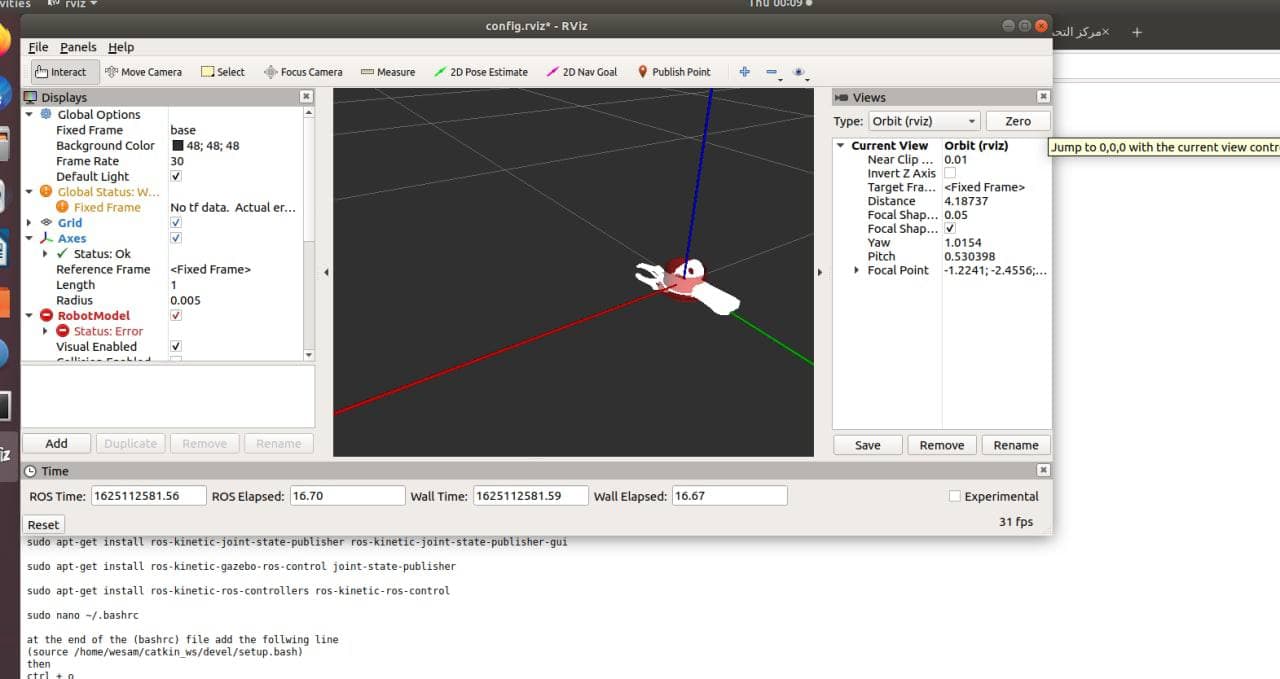 vities rviz Thu 00:09
config.rviz* - RViz
مركز التح
File Panels Help
Interact Move Camera Select Focus Camera Measure 2D Pose Estimate 2D Nav Goal Publish Point
Displays
Global Options
Fixed Frame base
Background Color 48; 48; 48
Frame Rate 30
Default Light
Global Status: W...
Fixed Frame No tf data. Actual er...
Grid
Axes
Status: Ok
Reference Frame <Fixed Frame>
Length 1
Radius 0.005
RobotModel
Status: Error
Visual Enabled
Collision Enabled
Add Duplicate Remove Rename
Views
Type: Orbit (rviz) Zero
Jump to 0,0,0 with the current view contr
Current View Orbit (rviz)
Near Clip ... 0.01
Invert Z Axis
Target Fra... <Fixed Frame>
Distance 4.18737
Focal Shap... 0.05
Focal Shap...
Yaw 1.0154
Pitch 0.530398
Focal Point -1.2241; -2.4556;...
Save Remove Rename
Time
ROS Time: 1625112581.56 ROS Elapsed: 16.70 Wall Time: 1625112581.59 Wall Elapsed: 16.67 Experimental
Reset 31 fps
sudo apt-get install ros-kinetic-joint-state-publisher ros-kinetic-joint-state-publisher-gui
sudo apt-get install ros-kinetic-gazebo-ros-control joint-state-publisher
sudo apt-get install ros-kinetic-ros-controllers ros-kinetic-ros-control
sudo nano ~/.bashrc
at the end of the (bashrc) file add the follwing line
(source /home/wesam/catkin_ws/devel/setup.bash)
then
ctrl + o